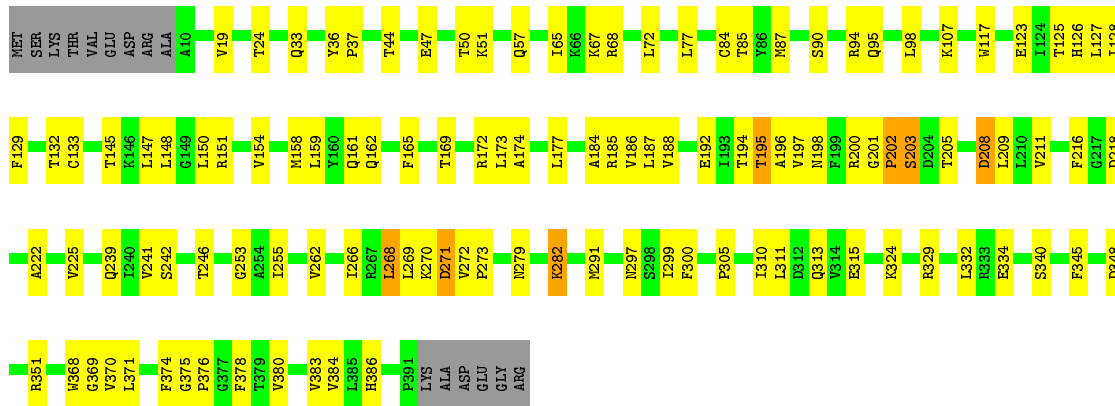 MET SER LYS THR VAL GLU ASP ARG ALA A10 V19 T24 Q33 Y36 P37 T44 E47 T50 K51 Q57 I65 K66 K67 R68 L72 L77 C84 T85 Y86 M87 S90 R94 Q95 L98 K107 W117 E123 I124 T125 H126 L127 I128
F129 T132 C133 T145 K146 L147 L148 G149 L150 R151 V154 M158 L159 Y160 Q161 Q162 F165 T169 R172 L173 A174 L177 A184 R185 V186 L187 V188 E192 I193 T194 T195 A196 V197 N198 F199 R200 G201 P202 S203 D204 T205 D208 L209 L210 V211 F216 G217
A222 V225 Q239 I240 V241 S242 T246 G253 A254 I255 V262 I266 R267 L268 L269 K270 D271 V272 P273 N279 K282 M291 N297 S298 I299 F300 P305 I310 L311 D312 Q313 V314 E315 K324 R329 L332 R333 E334 S340 F345
R351 W368 G369 V370 L371 F374 G375 P376 G377 F378 T379 V380 V383 V384 L385 H386 P391 LYS ALA ASP GLU GLY ARG